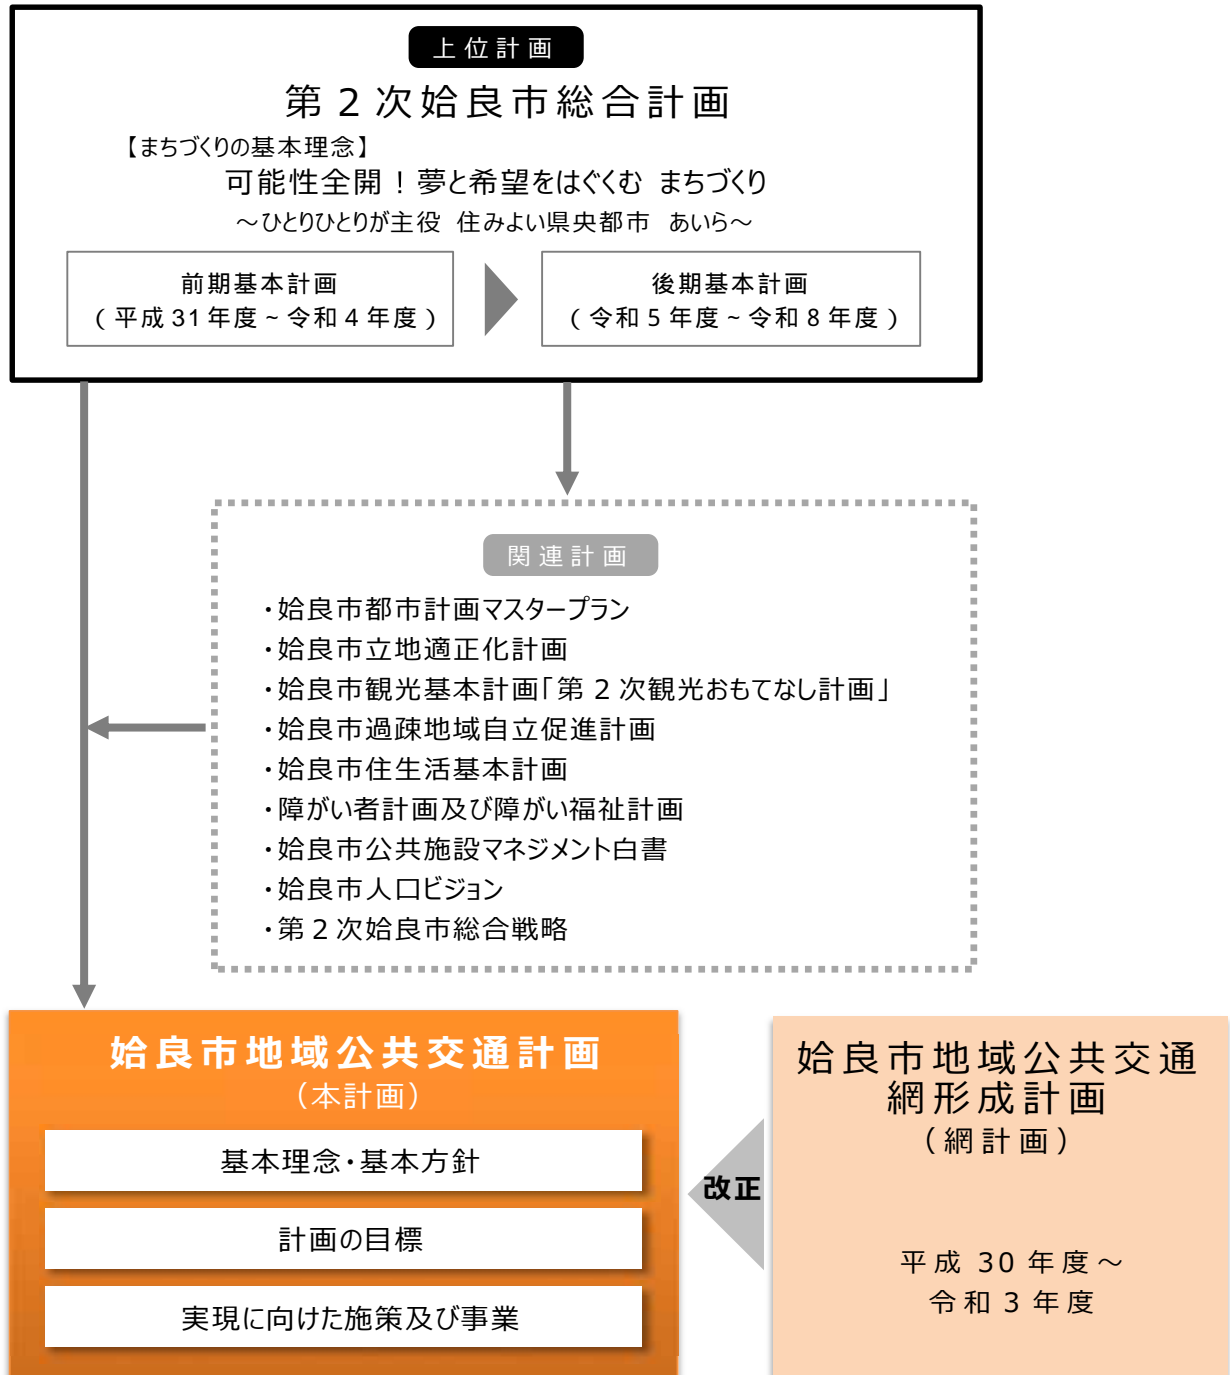 上位計画
第２次姶良市総合計画
【まちづくりの基本理念】
可能性全開！夢と希望をはぐくむ まちづくり
～ひとりひとりが主役 住みよい県央都市 あいら～
前期基本計画
（平成31年度～令和4年度）
後期基本計画
（令和5年度～令和8年度）
関連計画
・姶良市都市計画マスタープラン
・姶良市立地適正化計画
・姶良市観光基本計画「第２次観光おもてなし計画」
・姶良市過疎地域自立促進計画
・姶良市住生活基本計画
・障がい者計画及び障がい福祉計画
・姶良市公共施設マネジメント白書
・姶良市人口ビジョン
・第２次姶良市総合戦略
姶良市地域公共交通計画
（本計画）
基本理念・基本方針
計画の目標
実現に向けた施策及び事業
改正
姶良市地域公共交通
網形成計画
（網計画）
平成30年度～
令和3年度